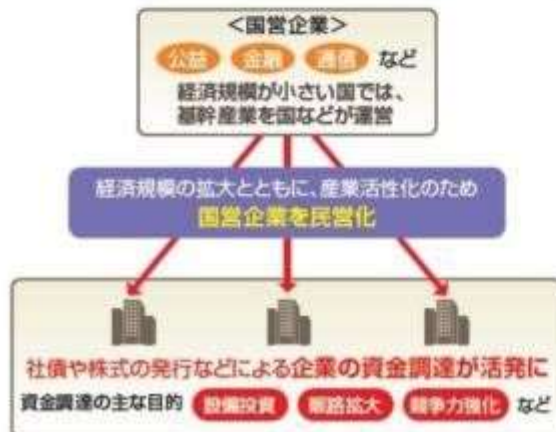 <国営企業>
公益 金融 通信 など
経済規模が小さい国では、
基幹産業を国などが運営
経済規模の拡大とともに、産業活性化のため
国営企業を民営化
社債や株式の発行などによる企業の資金調達が活発に
資金調達の主な目的 設備投資 販路拡大 競争力強化 など